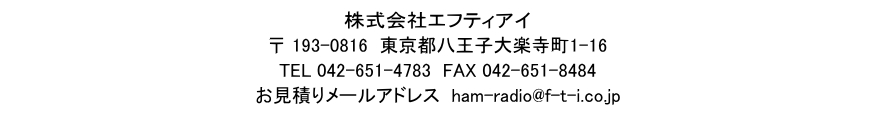 株式会社エフティアイ
〒 193-0816 東京都八王子大楽寺町1-16
TEL 042-651-4783 FAX 042-651-8484
お見積りメールアドレス ham-radio@f-t-i.co.jp